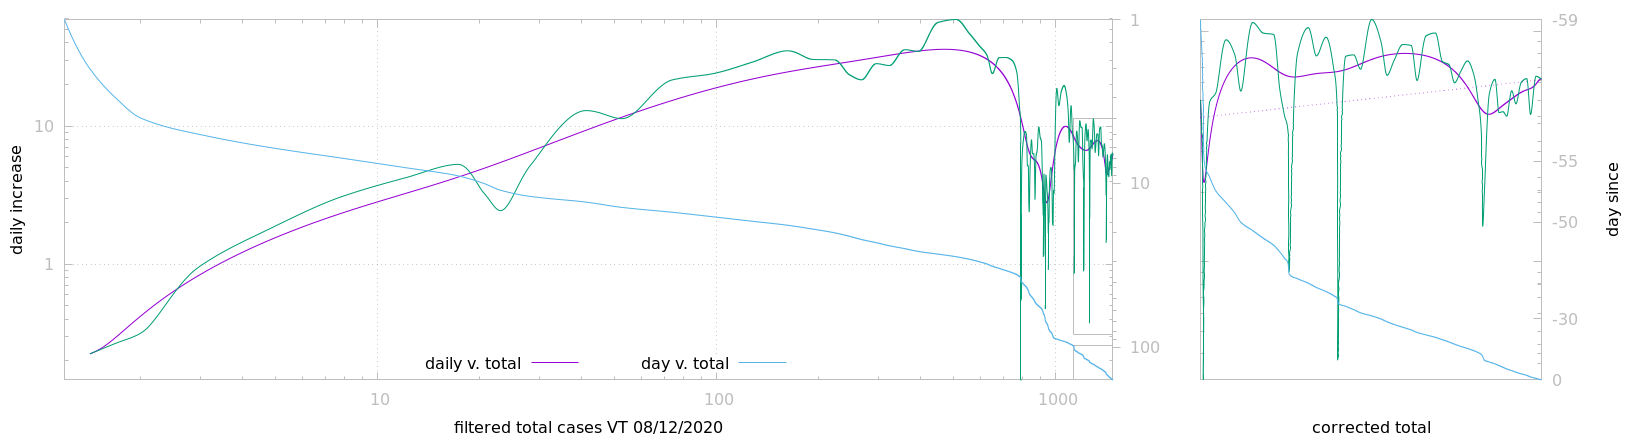 1
-59
10
daily increase
-55
10
-50
day since
1
-30
daily v. total
day v. total
100
0
10
100
1000
filtered total cases VT 08/12/2020
corrected total